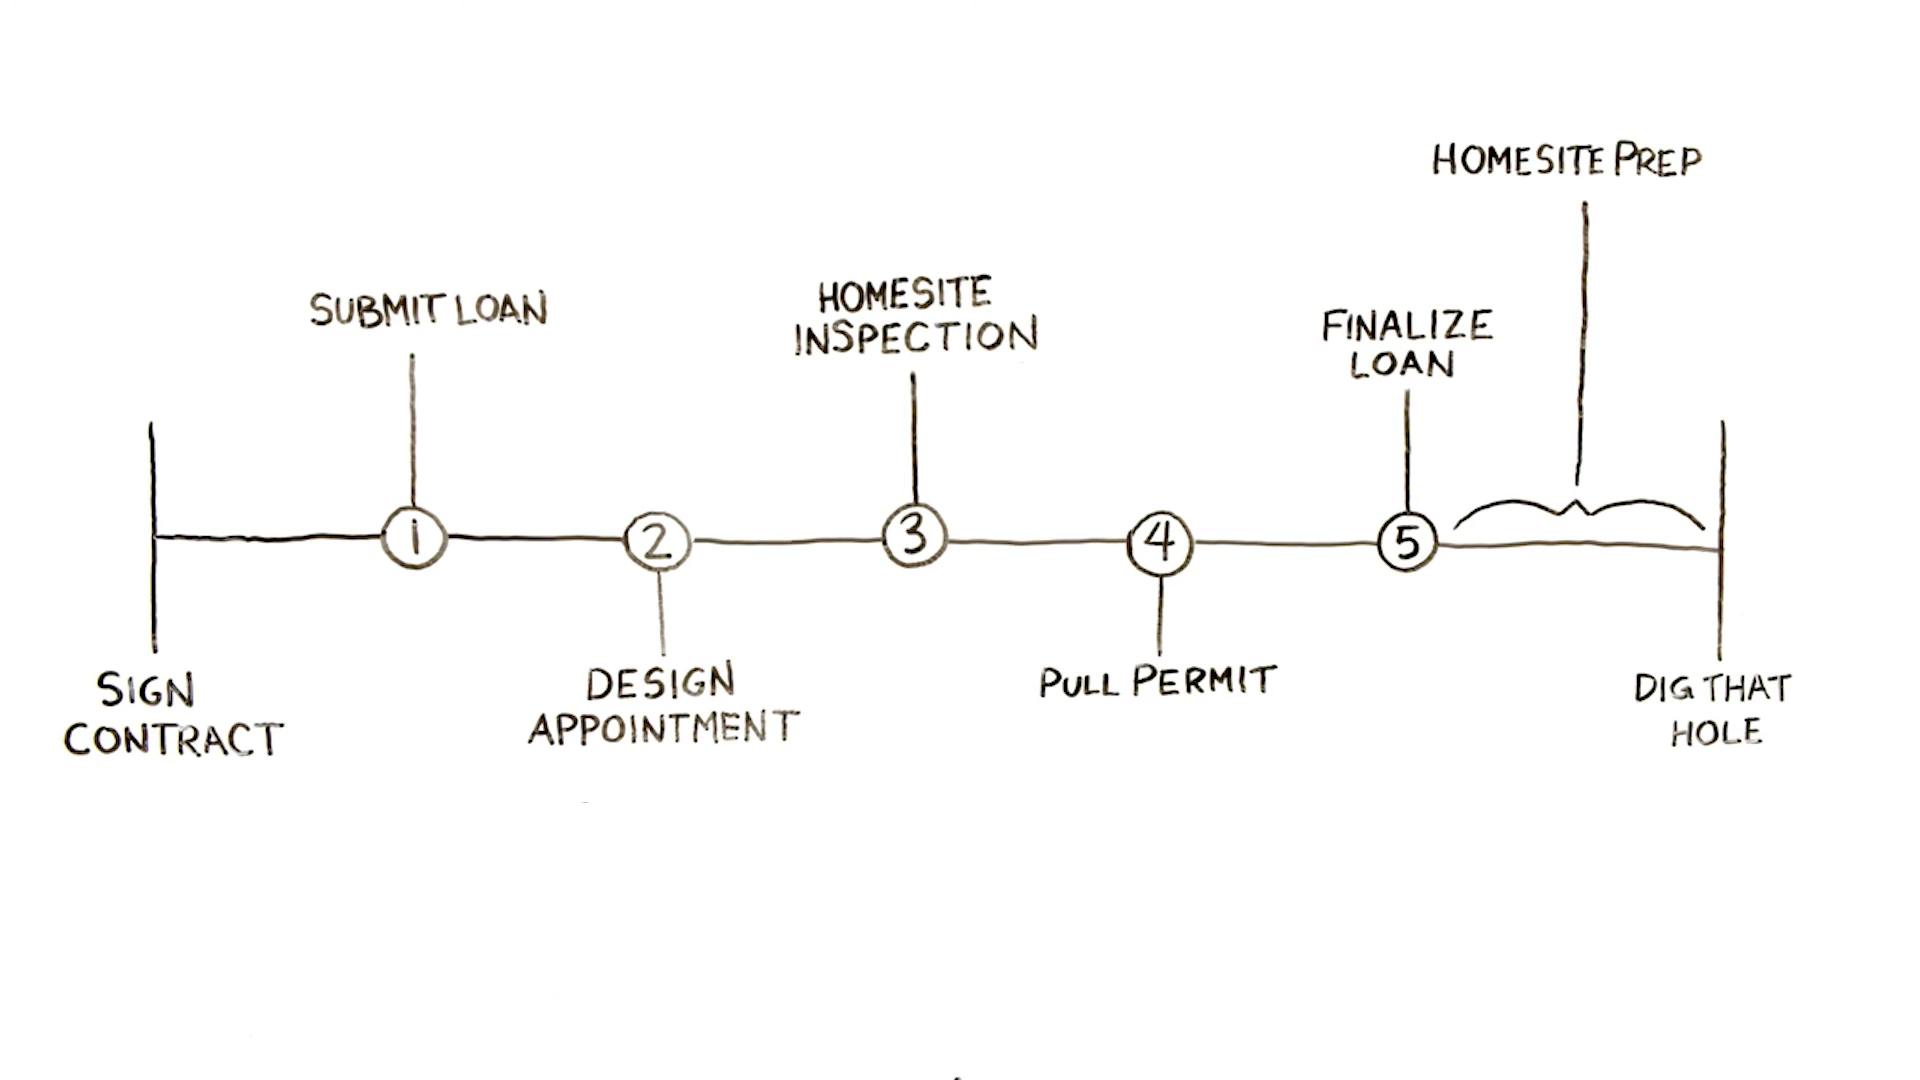 HOMESITE PREP
SUBMIT LOAN
HOMESITE
INSPECTION
FINALIZE
LOAN
1
2
3
4
5
SIGN
CONTRACT
DESIGN
APPOINTMENT
PULL PERMIT
DIG THAT
HOLE